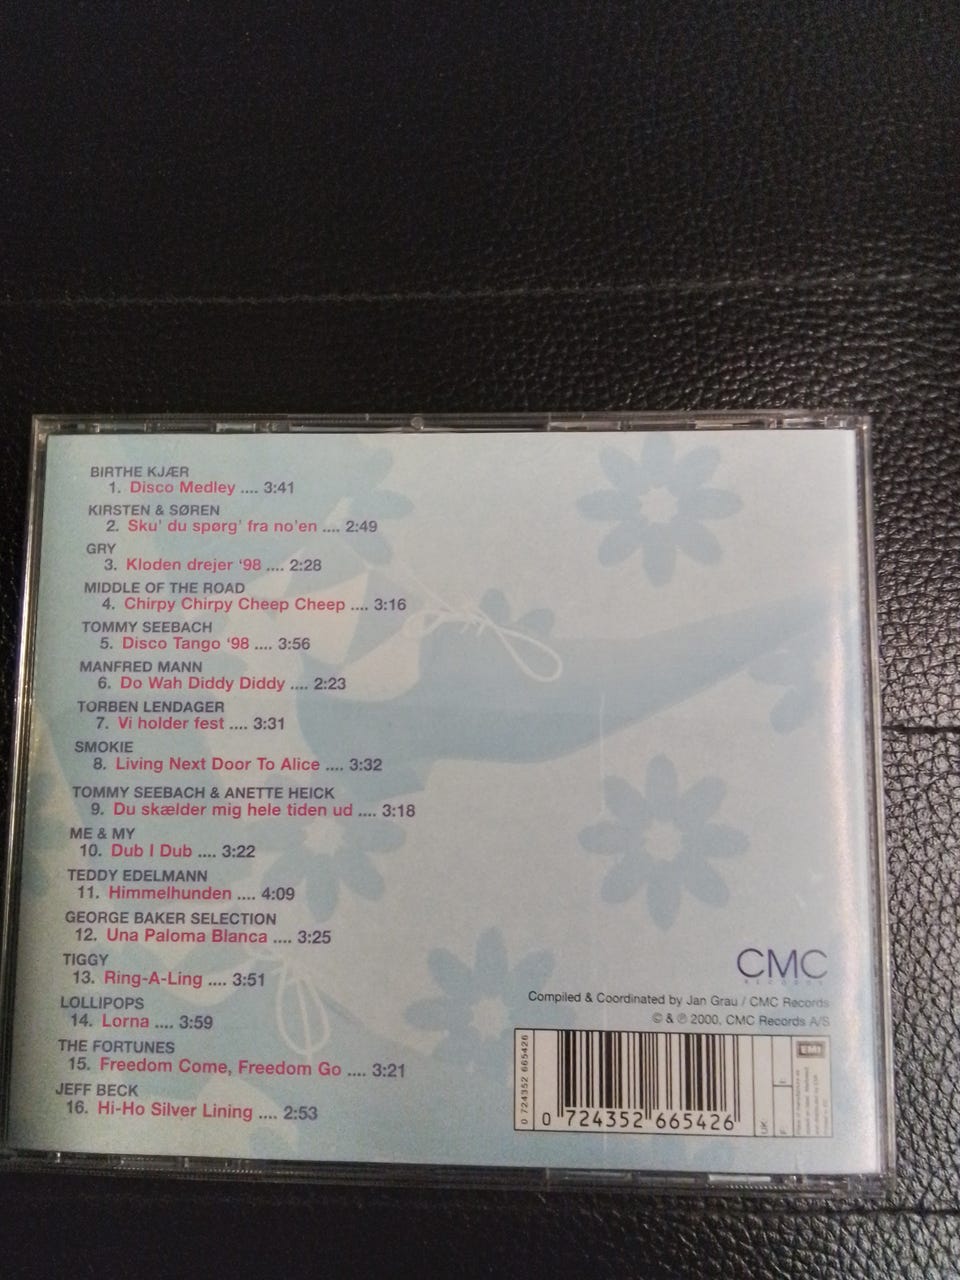 BIRTHE KJÆR
1. Disco Medley .... 3:41
KIRSTEN & SØREN
2. Sku' du spørg' fra no'en .... 2:49
GRY
3. Kloden drejer '98 .... 2:28
MIDDLE OF THE ROAD
4. Chirpy Chirpy Cheep Cheep .... 3:16
TOMMY SEEBACH
5. Disco Tango '98 .... 3:56
MANFRED MANN
6. Do Wah Diddy Diddy .... 2:23
TORBEN LENDAGER
7. Vi holder fest .... 3:31
SMOKIE
8. Living Next Door To Alice .... 3:32
TOMMY SEEBACH & ANETTE HEICK
9. Du skælder mig hele tiden ud .... 3:18
ME & MY
10. Dub I Dub .... 3:22
TEDDY EDELMANN
11. Himmelhunden .... 4:09
GEORGE BAKER SELECTION
12. Una Paloma Blanca .... 3:25
TIGGY
13. Ring-A-Ling .... 3:51
LOLLIPOPS
14. Lorna .... 3:59
THE FORTUNES
15. Freedom Come, Freedom Go .... 3:21
JEFF BECK
16. Hi-Ho Silver Lining .... 2:53
CMC
RECORDS
Compiled & Coordinated by Jan Grau / CMC Records
© & ℗ 2000, CMC Records A/S
0 724352 665426
0 724352 665426
UK
EMI